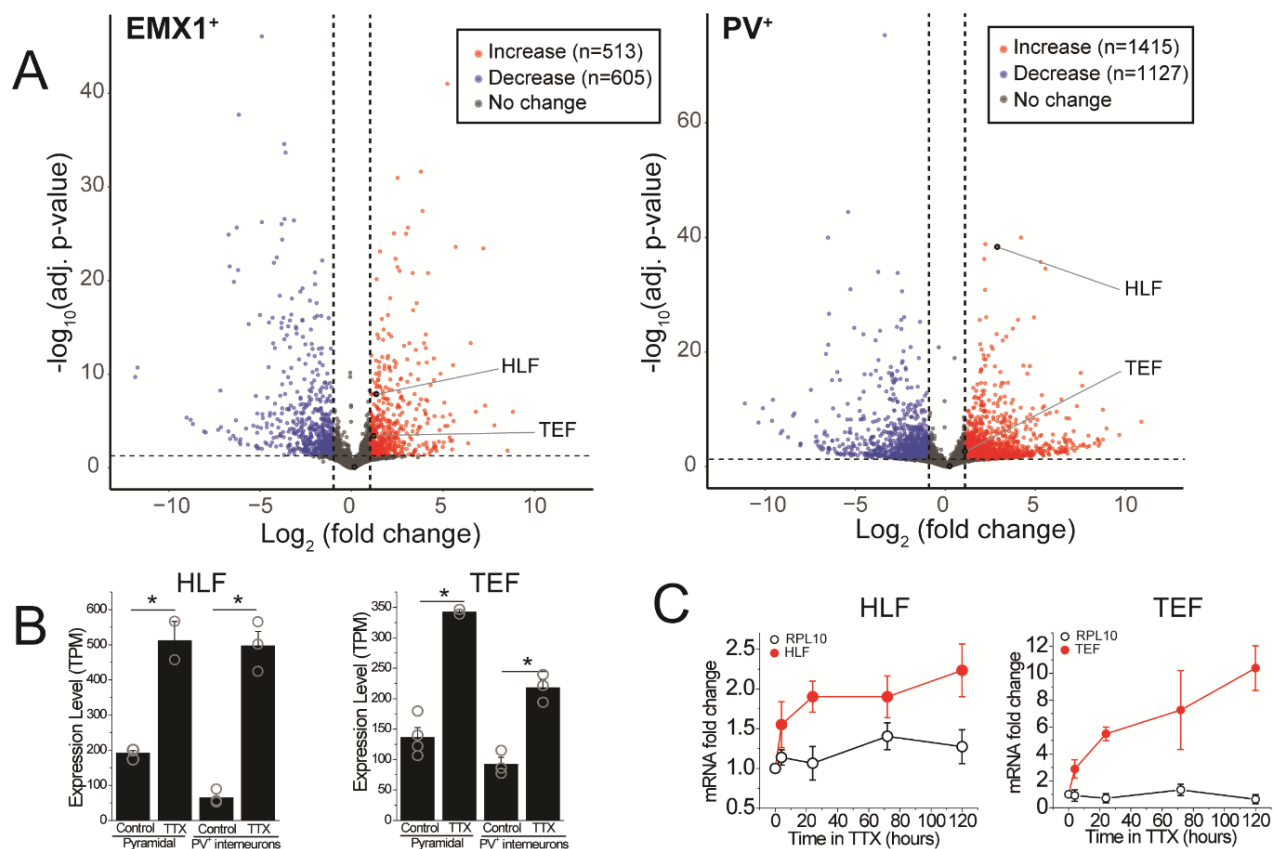 A
EMX1+
Increase (n=513)
Decrease (n=605)
No change
-log10(adj. p-value)
40
30
20
10
0
HLF
TEF
−10
−5
0
5
10
Log2 (fold change)
PV+
Increase (n=1415)
Decrease (n=1127)
No change
-log10(adj. p-value)
60
40
20
0
HLF
TEF
−10
−5
0
5
10
Log2 (fold change)
B
HLF
Expression Level (TPM)
600
500
400
300
200
100
0
* *
Control TTX Control TTX
Pyramidal PV+ interneurons
TEF
Expression Level (TPM)
350
300
250
200
150
100
50
0
* *
Control TTX Control TTX
Pyramidal PV+ interneurons
C
HLF
RPL10
HLF
mRNA fold change
2.5
2.0
1.5
1.0
0.5
0 20 40 60 80 100 120
Time in TTX (hours)
TEF
RPL10
TEF
mRNA fold change
12
10
8
6
4
2
0
0 20 40 60 80 100 120
Time in TTX (hours)